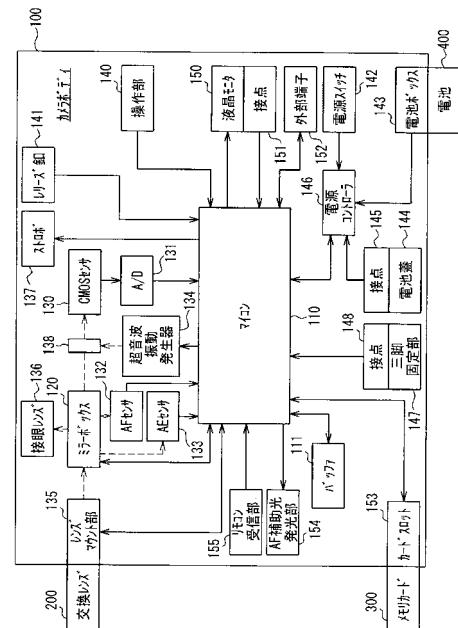 100
カメラボディ
141
レリーズ釦
140
操作部
150
液晶モニタ
接点
151
外部端子
152
142
電源スイッチ
143
電池ボックス
電池
400
146
電源
コントローラ
145
接点
電池蓋
144
148
接点
三脚
固定部
147
ストロボ
137
130
CMOSセンサ
A/D
131
138
超音波
振動
発生器
134
マイコン
110
136
接眼レンズ
120
ミラーボックス
132
AFセンサ
AEセンサ
133
111
バッファ
135
レンズ
マウント部
200
交換レンズ
155
リモコン
受信部
AF補助光
発光部
154
153
カードスロット
300
メモリカード